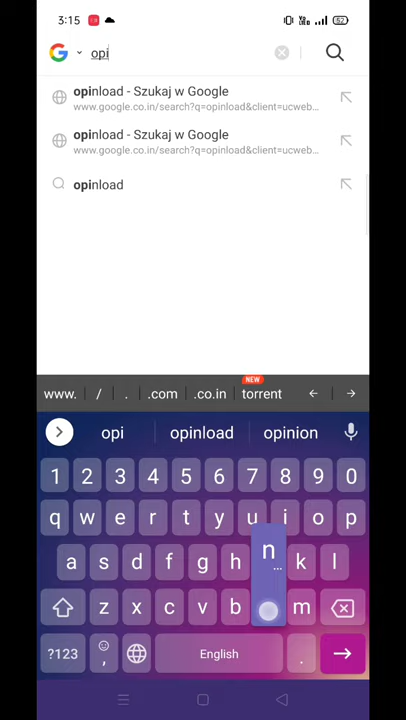 3:15 52
opi
opinload - Szukaj w Google
www.google.co.in/search?q=opinload&client=ucweb...
opinload - Szukaj w Google
www.google.co.in/search?q=opinload&client=ucweb...
opinload
NEW
www. / . .com .co.in torrent
opi opinload opinion
1 2 3 4 5 6 7 8 9 0
q w e r t y u i o p
a s d f g h k l
n
...
z x c v b m
?123 , English .